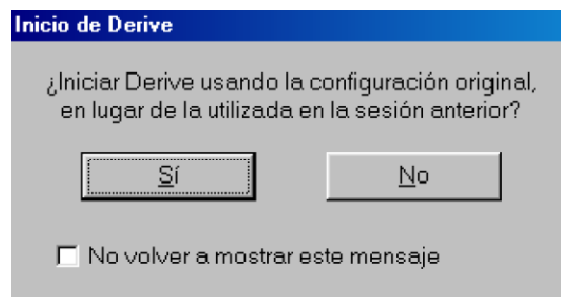 Inicio de Derive
¿Iniciar Derive usando la configuración original,
en lugar de la utilizada en la sesión anterior?
Sí
No
No volver a mostrar este mensaje